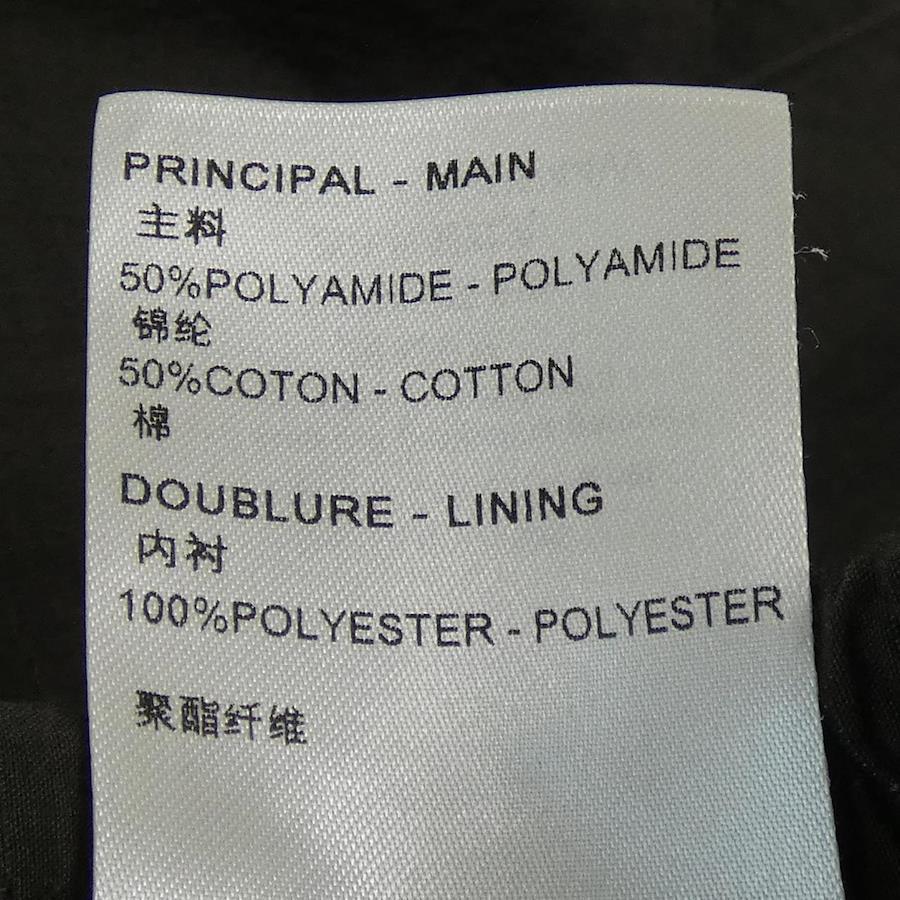 PRINCIPAL - MAIN
主料
50%POLYAMIDE - POLYAMIDE
锦纶
50%COTON - COTTON
棉
DOUBLURE - LINING
内衬
100%POLYESTER - POLYESTER
聚酯纤维